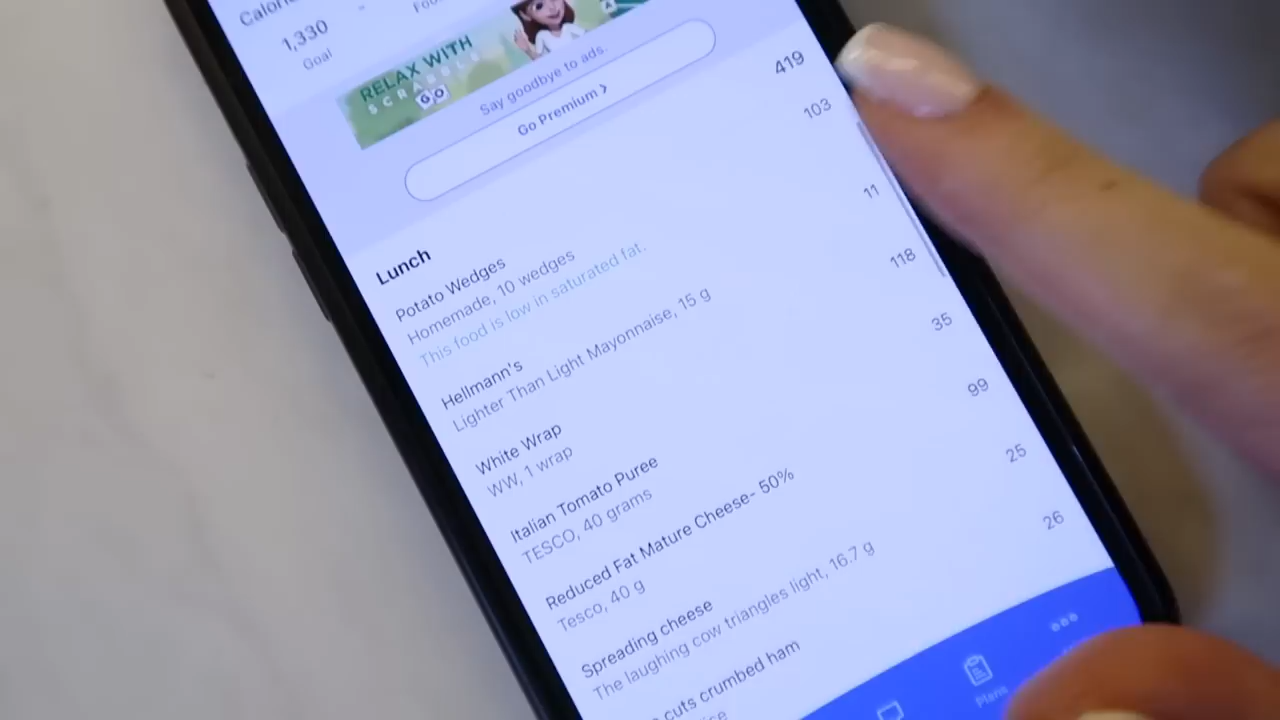 1,330
-
Goal
RELAX WITH
SCRABBLE
GO
Say goodbye to ads.
Go Premium >
Lunch 419
Potato Wedges 103
Homemade, 10 wedges
This food is low in saturated fat.
Hellmann's 11
Lighter Than Light Mayonnaise, 15 g
White Wrap 118
WW, 1 wrap
Italian Tomato Puree 35
TESCO, 40 grams
Reduced Fat Mature Cheese- 50% 99
Tesco, 40 g
Spreading cheese 25
The laughing cow triangles light, 16.7 g
cuts crumbed ham 26
Plans